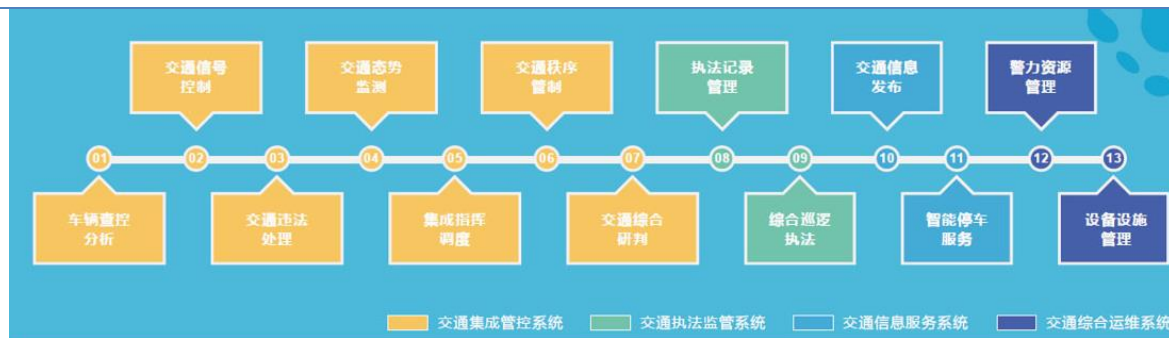 交通信号
控制
交通态势
监测
交通秩序
管制
执法记录
管理
交通信息
发布
警力资源
管理
01
02
03
04
05
06
07
08
09
10
11
12
13
车辆查控
分析
交通违法
处理
集成指挥
调度
交通综合
研判
综合巡逻
执法
智能停车
服务
设备设施
管理
交通集成管控系统
交通执法监管系统
交通信息服务系统
交通综合运维系统